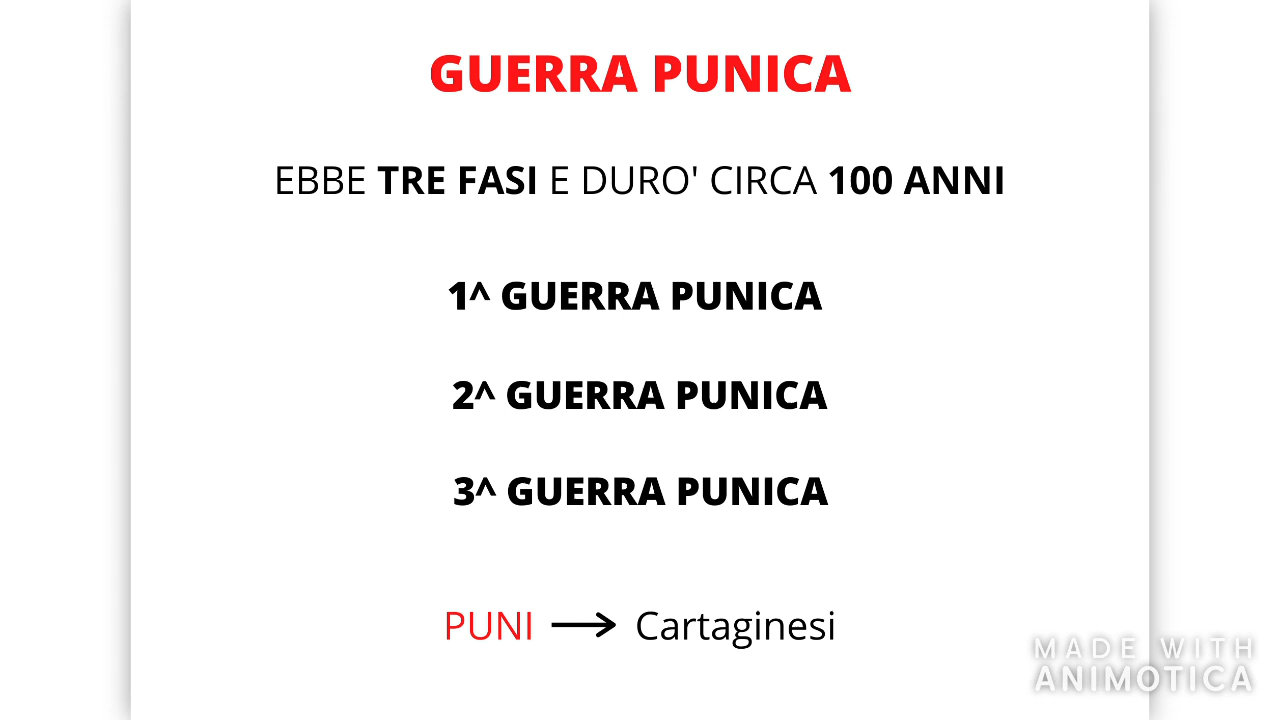 GUERRA PUNICA
EBBE TRE FASI E DURO' CIRCA 100 ANNI
1^ GUERRA PUNICA
2^ GUERRA PUNICA
3^ GUERRA PUNICA
PUNI → Cartaginesi
MADE WITH
ANIMOTICA